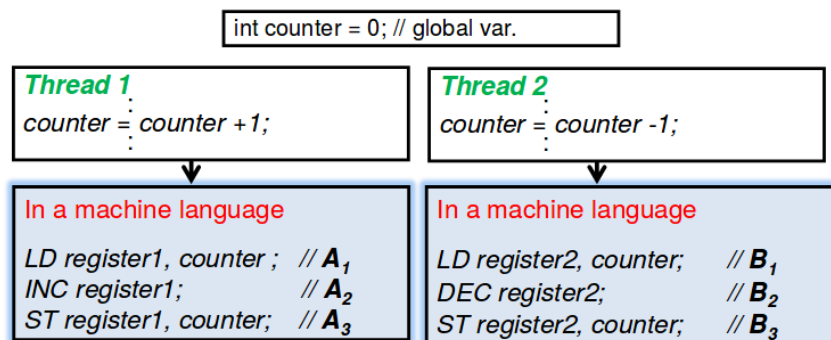 int counter = 0; // global var.
Thread 1
:
counter = counter +1;
:
In a machine language
LD register1, counter ; // A₁
INC register1; // A₂
ST register1, counter; // A₃
Thread 2
:
counter = counter -1;
:
In a machine language
LD register2, counter; // B₁
DEC register2; // B₂
ST register2, counter; // B₃